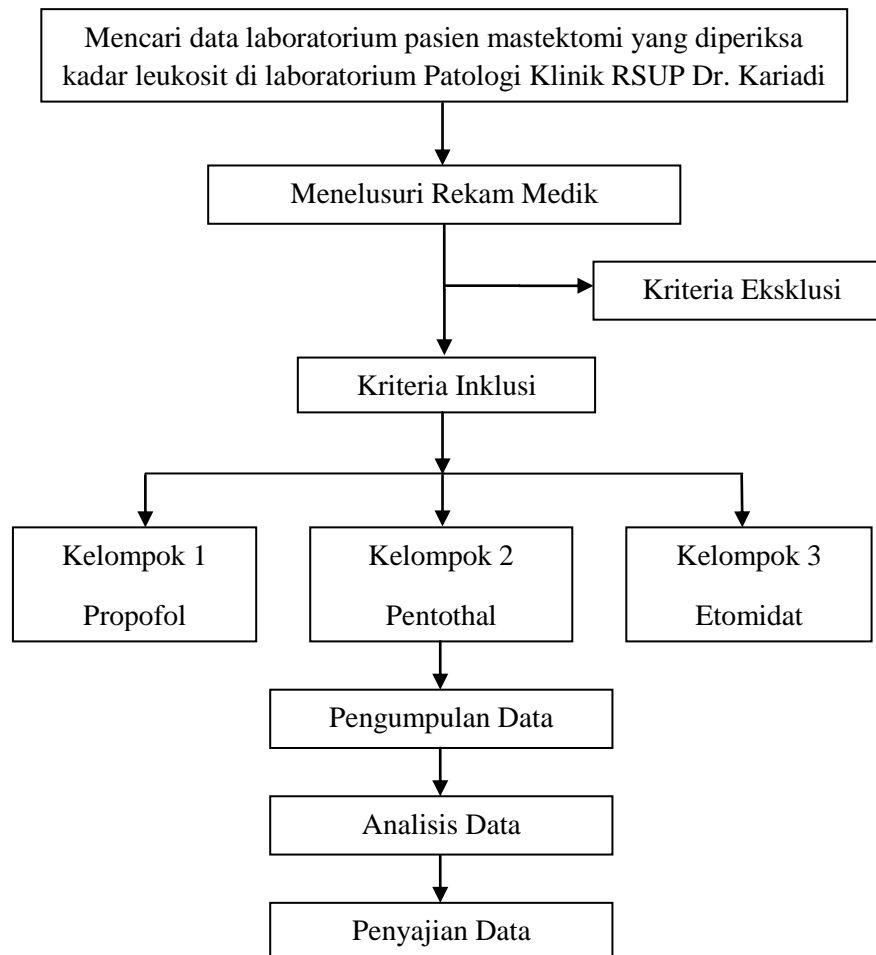 Mencari data laboratorium pasien mastektomi yang diperiksa
kadar leukosit di laboratorium Patologi Klinik RSUP Dr. Kariadi
Menelusuri Rekam Medik
Kriteria Eksklusi
Kriteria Inklusi
Kelompok 1
Propofol
Kelompok 2
Pentothal
Kelompok 3
Etomidat
Pengumpulan Data
Analisis Data
Penyajian Data